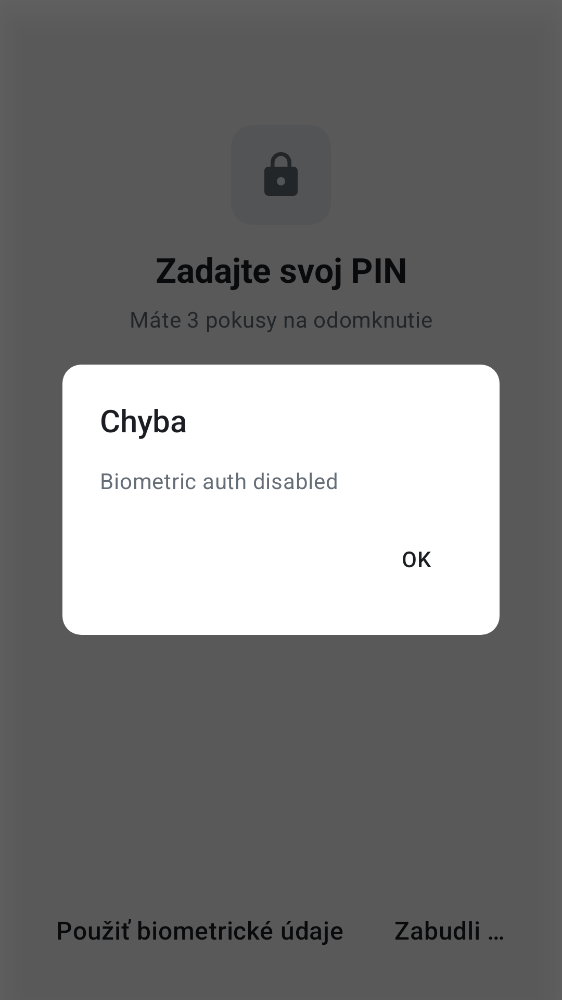 Zadajte svoj PIN
Máte 3 pokusy na odomknutie
Chyba
Biometric auth disabled
OK
Použiť biometrické údaje
Zabudli ...